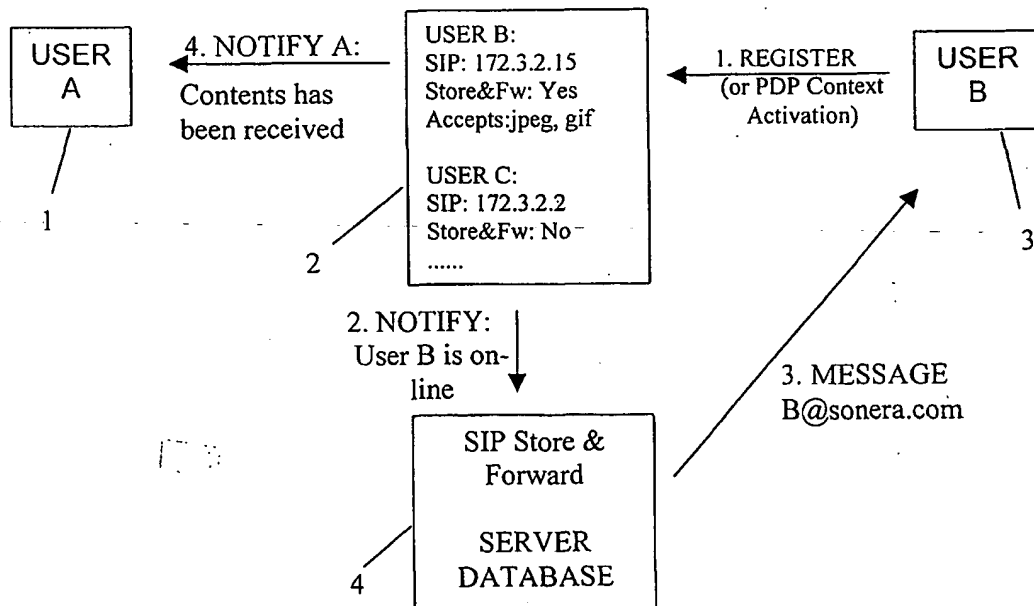 USER
A
1
4. NOTIFY A:
Contents has
been received
USER B:
SIP: 172.3.2.15
Store&Fw: Yes
Accepts:jpeg, gif
USER C:
SIP: 172.3.2.2
Store&Fw: No
......
2
1. REGISTER
(or PDP Context
Activation)
USER
B
3
2. NOTIFY:
User B is on-
line
3. MESSAGE
B@sonera.com
SIP Store &
Forward
SERVER
DATABASE
4